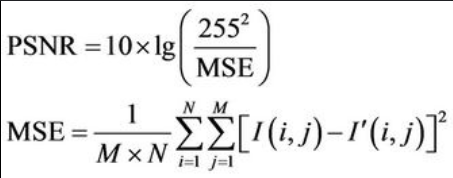 PSNR = 10 × lg(255² / MSE)
MSE = 1 / (M × N) ∑_{i=1}^{N} ∑_{j=1}^{M} [I(i, j) − I′(i, j)]²